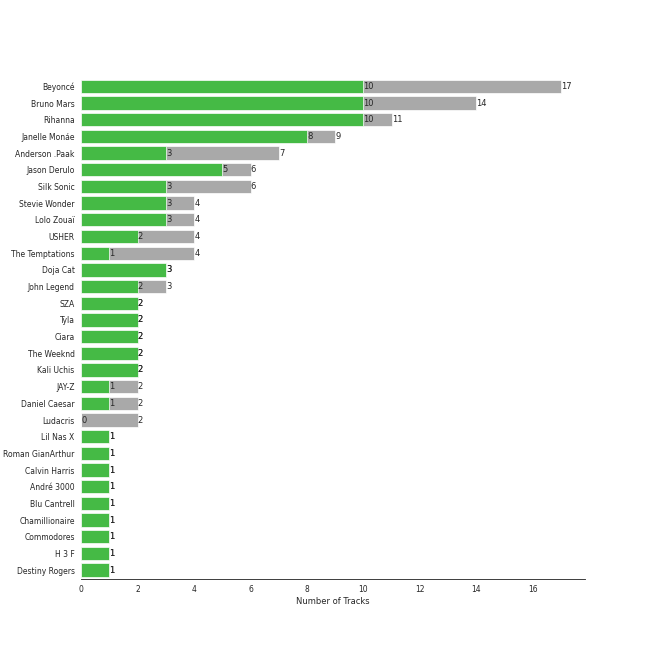 Beyoncé 10 17
Bruno Mars 10 14
Rihanna 10 11
Janelle Monáe 8 9
Anderson .Paak 3 7
Jason Derulo 5 6
Silk Sonic 3 6
Stevie Wonder 3 4
Lolo Zouaï 3 4
USHER 2 4
The Temptations 1 4
Doja Cat 3
John Legend 2 3
SZA 2
Tyla 2
Ciara 2
The Weeknd 2
Kali Uchis 2
JAY-Z 1 2
Daniel Caesar 1 2
Ludacris 0 2
Lil Nas X 1
Roman GianArthur 1
Calvin Harris 1
André 3000 1
Blu Cantrell 1
Chamillionaire 1
Commodores 1
H 3 F 1
Destiny Rogers 1
0 2 4 6 8 10 12 14 16
Number of Tracks